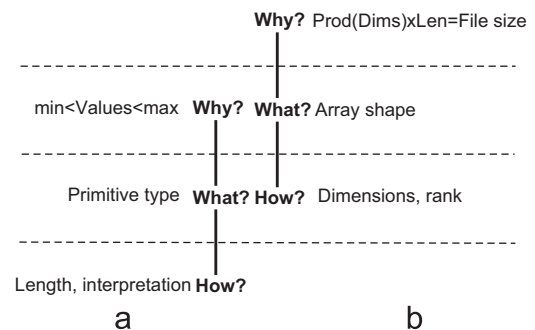 Why? Prod(Dims)xLen=File size
min<Values<max Why? What? Array shape
Primitive type What? How? Dimensions, rank
Length, interpretation How?
a b